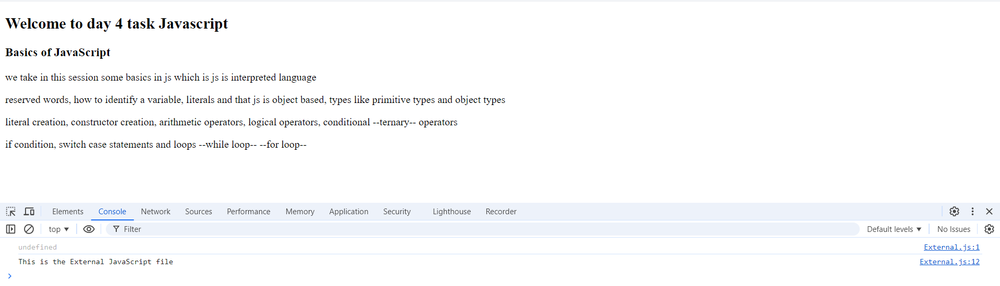 Welcome to day 4 task Javascript
Basics of JavaScript
we take in this session some basics in js which is js is interpreted language
reserved words, how to identify a variable, literals and that js is object based, types like primitive types and object types
literal creation, constructor creation, arithmetic operators, logical operators, conditional --ternary-- operators
if condition, switch case statements and loops --while loop-- --for loop--
Elements Console Network Sources Performance Memory Application Security Lighthouse Recorder
top Filter Default levels No Issues
undefined External.js:1
This is the External JavaScript file External.js:12